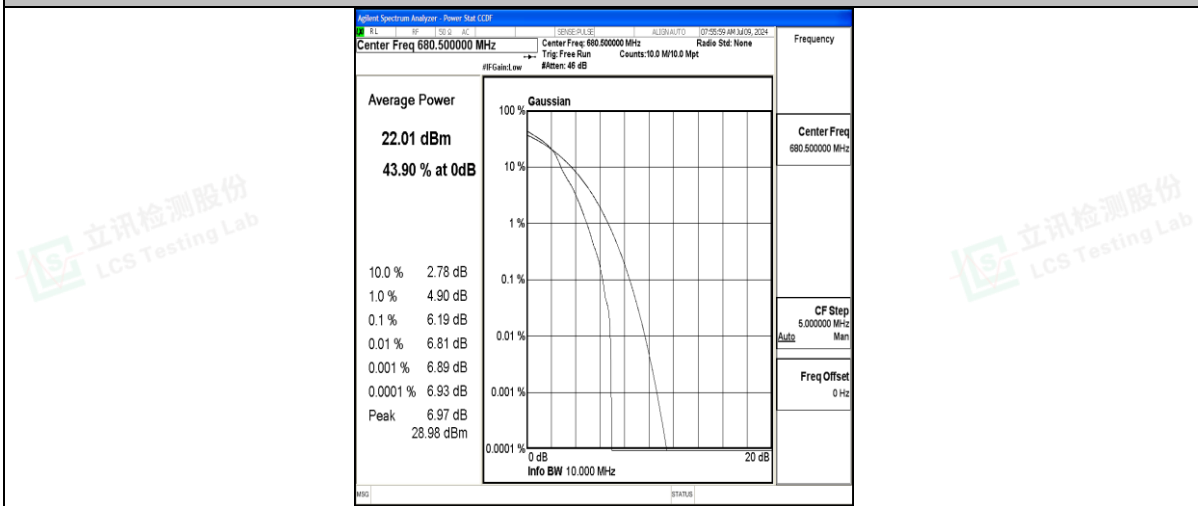 Agilent Spectrum Analyzer - Power Stat CCDF
RL RF 50 Ω AC SENSE:PULSE ALIGNAUTO 07:55:59 AM Jul09, 2024
Center Freq 680.500000 MHz
Center Freq: 680.500000 MHz Radio Std: None
Trig: Free Run Counts:10.0 M/10.0 Mpt
#IFGain:Low #Atten: 46 dB
Frequency
Average Power
22.01 dBm
43.90 % at 0dB
10.0 % 2.78 dB
1.0 % 4.90 dB
0.1 % 6.19 dB
0.01 % 6.81 dB
0.001 % 6.89 dB
0.0001 % 6.93 dB
Peak 6.97 dB
28.98 dBm
Gaussian
100 %
10 %
1 %
0.1 %
0.01 %
0.001 %
0.0001 %
0 dB 20 dB
Info BW 10.000 MHz
Center Freq
680.500000 MHz
CF Step
5.000000 MHz
Auto Man
Freq Offset
0 Hz
MSG STATUS
立讯检测股份
LCS Testing Lab
立讯检测股份
LCS Testing Lab